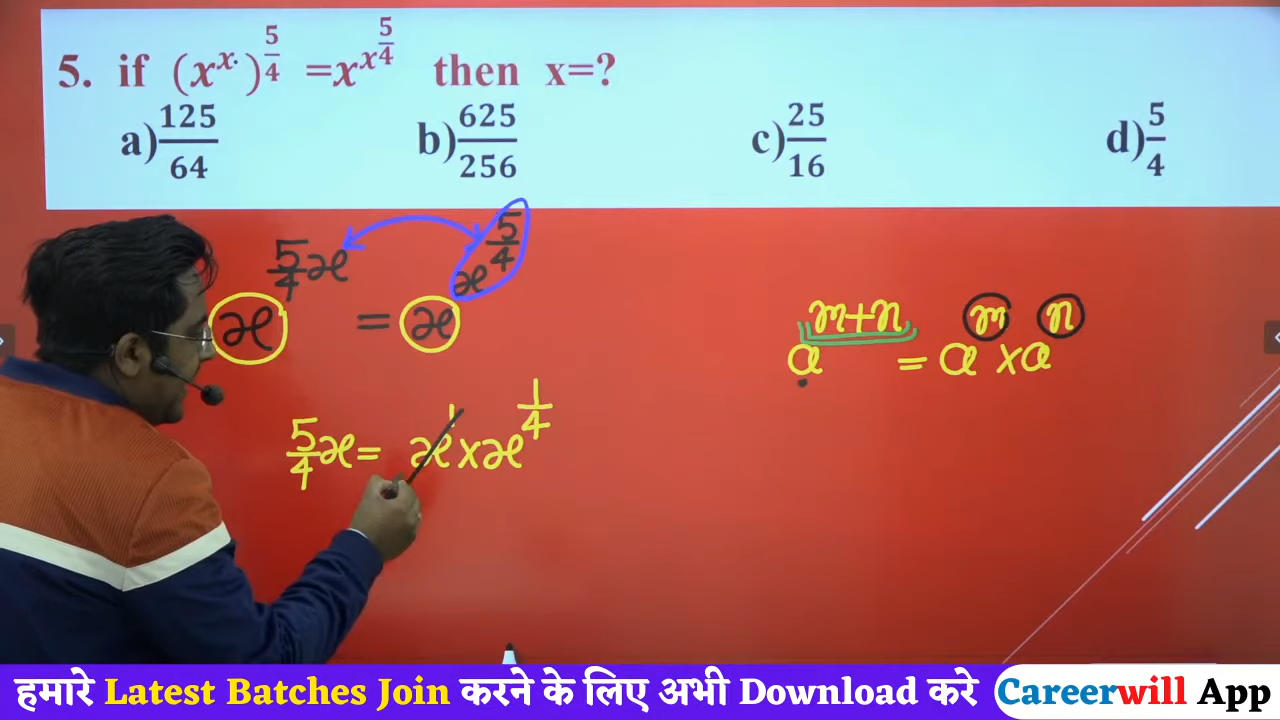 5. if (x^x)^{5/4} = x^{x^{5/4}} then x=?
a) 125/64 b) 625/256 c) 25/16 d) 5/4
x^{5/4 x} = x^{x^{5/4}}
a^{m+n} = a^m × a^n
5/4 x = x^1 × x^{1/4}
हमारे Latest Batches Join करने के लिए अभी Download करे Careerwill App